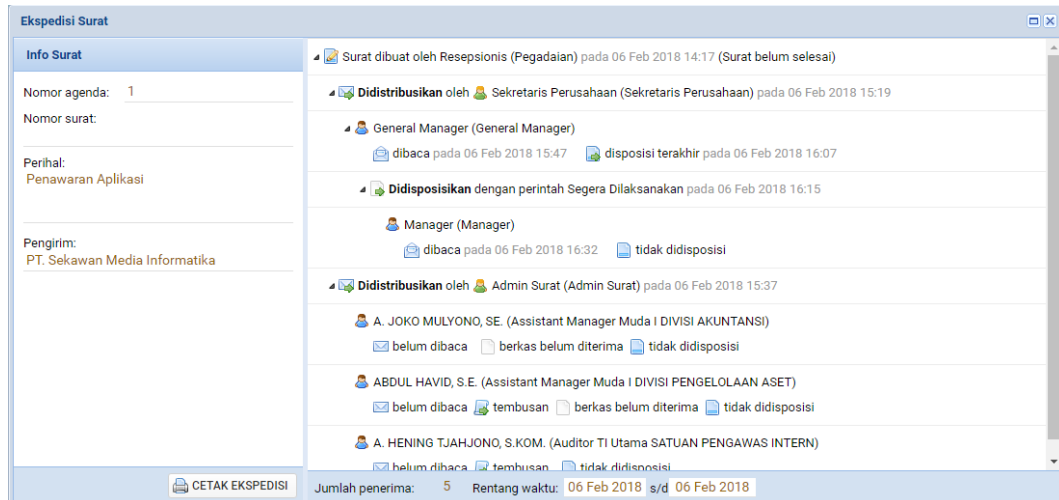 Ekspedisi Surat
Info Surat
Nomor agenda: 1
Nomor surat:
Perihal:
Penawaran Aplikasi
Pengirim:
PT. Sekawan Media Informatika
CETAK EKSPEDISI
Surat dibuat oleh Resepsionis (Pegadaian) pada 06 Feb 2018 14:17 (Surat belum selesai)
Didistribusikan oleh Sekretaris Perusahaan (Sekretaris Perusahaan) pada 06 Feb 2018 15:19
General Manager (General Manager)
dibaca pada 06 Feb 2018 15:47 disposisi terakhir pada 06 Feb 2018 16:07
Didisposisikan dengan perintah Segera Dilaksanakan pada 06 Feb 2018 16:15
Manager (Manager)
dibaca pada 06 Feb 2018 16:32 tidak didisposisi
Didistribusikan oleh Admin Surat (Admin Surat) pada 06 Feb 2018 15:37
A. JOKO MULYONO, SE. (Assistant Manager Muda I DIVISI AKUNTANSI)
belum dibaca berkas belum diterima tidak didisposisi
ABDUL HAVID, S.E. (Assistant Manager Muda I DIVISI PENGELOLAAN ASET)
belum dibaca tembusan berkas belum diterima tidak didisposisi
A. HENING TJAHJONO, S.KOM. (Auditor TI Utama SATUAN PENGAWAS INTERN)
belum dibaca tembusan tidak didisposisi
Jumlah penerima: 5 Rentang waktu: 06 Feb 2018 s/d 06 Feb 2018